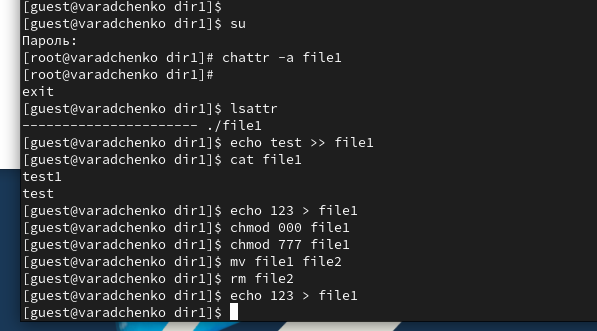 [guest@varadchenko dir1]$
[guest@varadchenko dir1]$ su
Пароль:
[root@varadchenko dir1]# chattr -a file1
[root@varadchenko dir1]#
exit
[guest@varadchenko dir1]$ lsattr
---------------------- ./file1
[guest@varadchenko dir1]$ echo test >> file1
[guest@varadchenko dir1]$ cat file1
test1
test
[guest@varadchenko dir1]$ echo 123 > file1
[guest@varadchenko dir1]$ chmod 000 file1
[guest@varadchenko dir1]$ chmod 777 file1
[guest@varadchenko dir1]$ mv file1 file2
[guest@varadchenko dir1]$ rm file2
[guest@varadchenko dir1]$ echo 123 > file1
[guest@varadchenko dir1]$